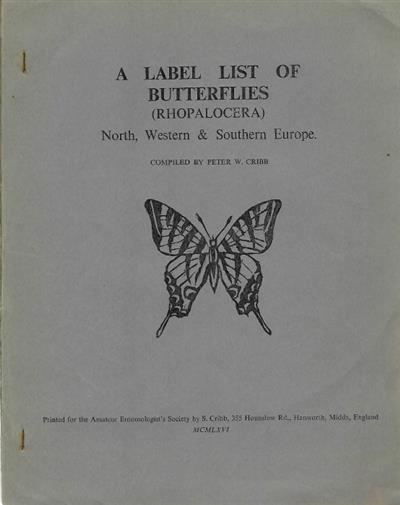 A LABEL LIST OF
BUTTERFLIES
(RHOPALOCERA)
North, Western & Southern Europe.
COMPILED BY PETER W. CRIBB
Printed for the Amateur Entomologist's Society by S. Cribb, 355 Hounslow Rd., Hanworth, Middx, England
MCMLXVI